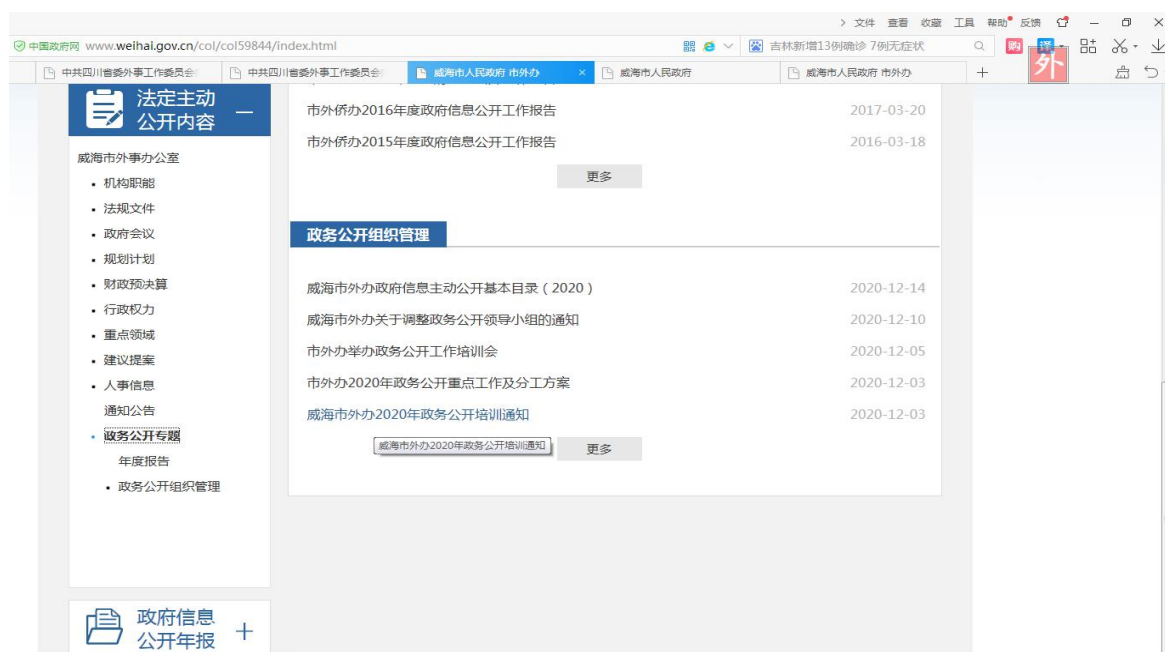 > 文件 查看 收藏 工具 帮助 反馈
中国政府网 www.weihai.gov.cn/col/col59844/index.html 吉林新增13例确诊 7例无症状 购 译
外
中共四川省委外事工作委员会 中共四川省委外事工作委员会 威海市人民政府 市外办 × 威海市人民政府 威海市人民政府 市外办 +
法定主动
公开内容
威海市外事办公室
• 机构职能
• 法规文件
• 政府会议
• 规划计划
• 财政预决算
• 行政权力
• 重点领域
• 建议提案
• 人事信息
通知公告
• 政务公开专题
年度报告
• 政务公开组织管理
政府信息
公开年报
市外侨办2016年度政府信息公开工作报告 2017-03-20
市外侨办2015年度政府信息公开工作报告 2016-03-18
更多
政务公开组织管理
威海市外办政府信息主动公开基本目录(2020) 2020-12-14
威海市外办关于调整政务公开领导小组的通知 2020-12-10
市外办举办政务公开工作培训会 2020-12-05
市外办2020年政务公开重点工作及分工方案 2020-12-03
威海市外办2020年政务公开培训通知 2020-12-03
威海市外办2020年政务公开培训通知
更多